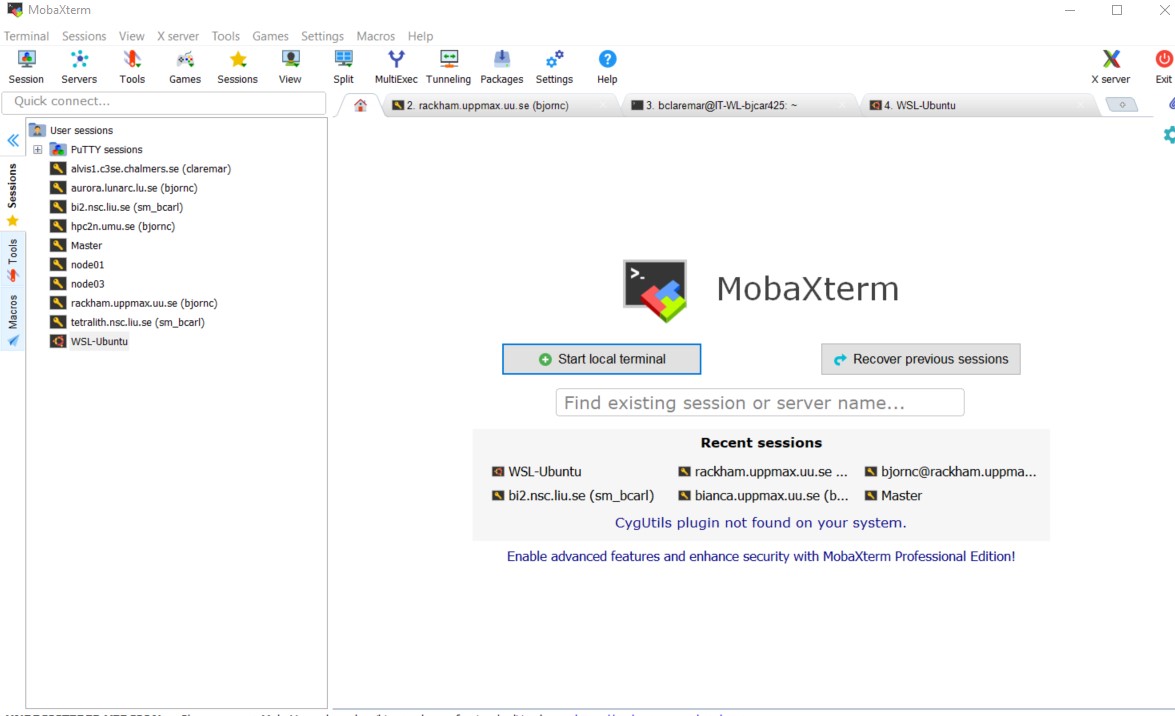 MobaXterm
Terminal Sessions View X server Tools Games Settings Macros Help
Session Servers Tools Games Sessions View Split MultiExec Tunneling Packages Settings Help X server Exit
Quick connect...
2. rackham.uppmax.uu.se (bjornc)
3. bclaremar@IT-WL-bjcar425: ~
4. WSL-Ubuntu
Sessions
Tools
Macros
User sessions
PuTTY sessions
alvis1.c3se.chalmers.se (claremar)
aurora.lunarc.lu.se (bjornc)
bi2.nsc.liu.se (sm_bcarl)
hpc2n.umu.se (bjornc)
Master
node01
node03
rackham.uppmax.uu.se (bjornc)
tetralith.nsc.liu.se (sm_bcarl)
WSL-Ubuntu
MobaXterm
Start local terminal
Recover previous sessions
Find existing session or server name...
Recent sessions
WSL-Ubuntu rackham.uppmax.uu.se ... bjornc@rackham.uppma...
bi2.nsc.liu.se (sm_bcarl) bianca.uppmax.uu.se (b... Master
CygUtils plugin not found on your system.
Enable advanced features and enhance security with MobaXterm Professional Edition!